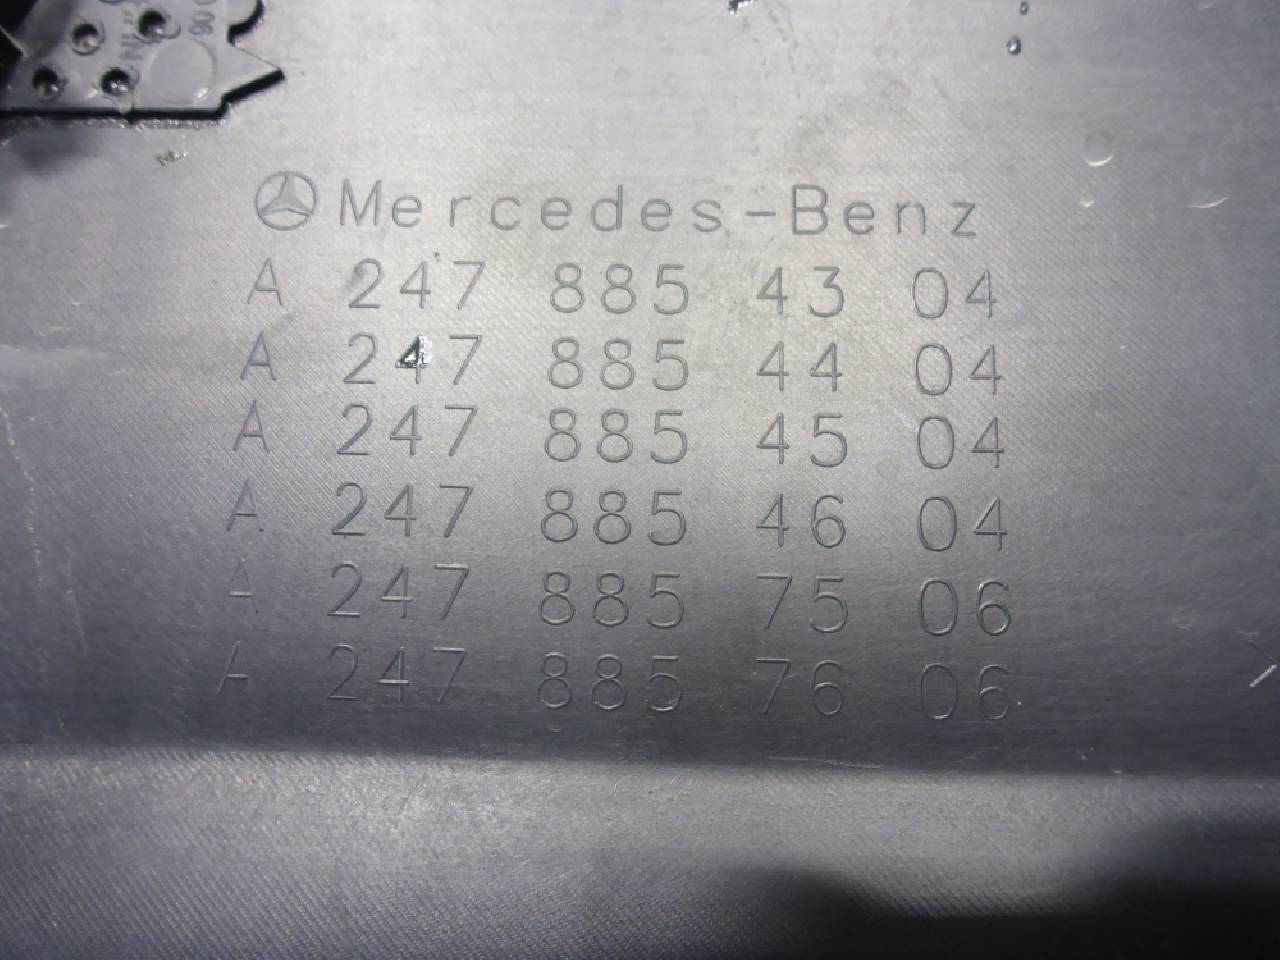 Mercedes-Benz
A 247 885 43 04
A 247 885 44 04
A 247 885 45 04
A 247 885 46 04
A 247 885 75 06
A 247 885 76 06